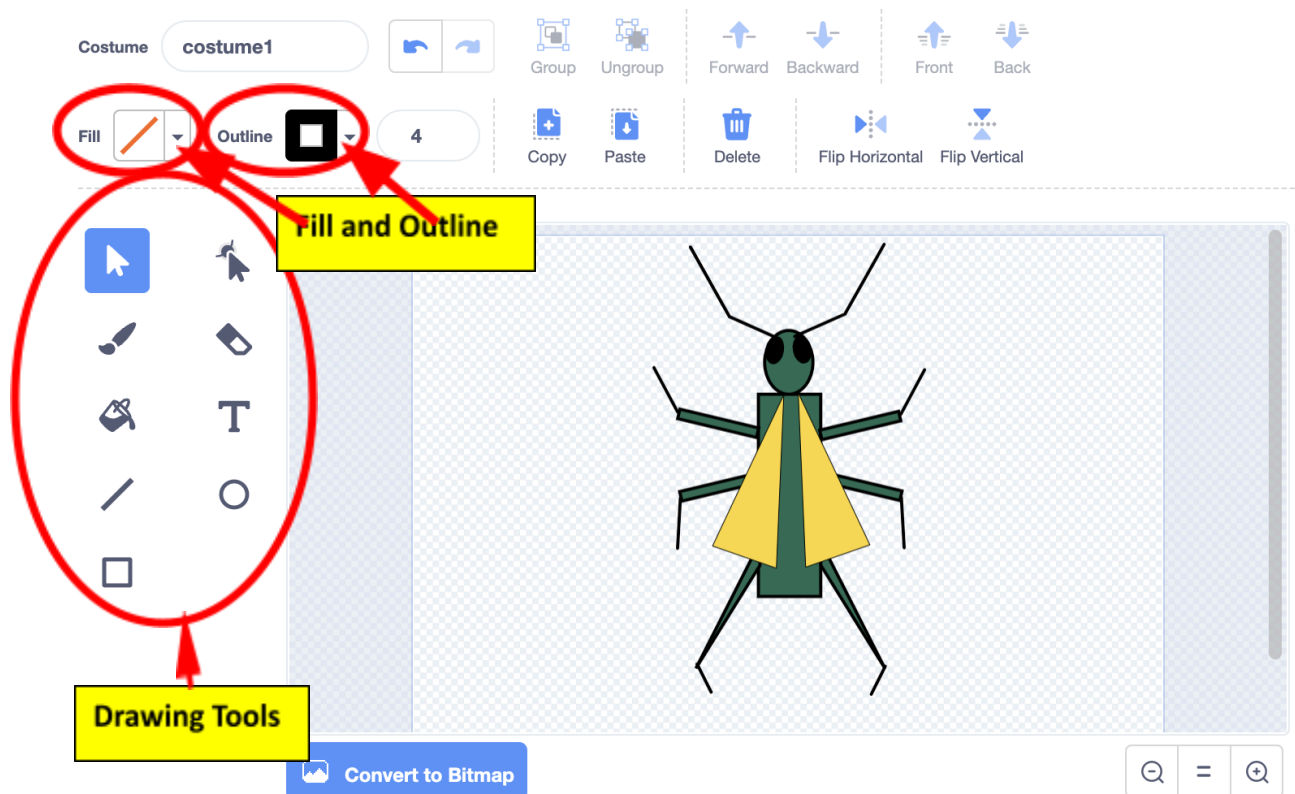 Costume
costume1
Group
Ungroup
Forward
Backward
Front
Back
Fill
Outline
4
Copy
Paste
Delete
Flip Horizontal
Flip Vertical
Fill and Outline
T
Drawing Tools
Convert to Bitmap